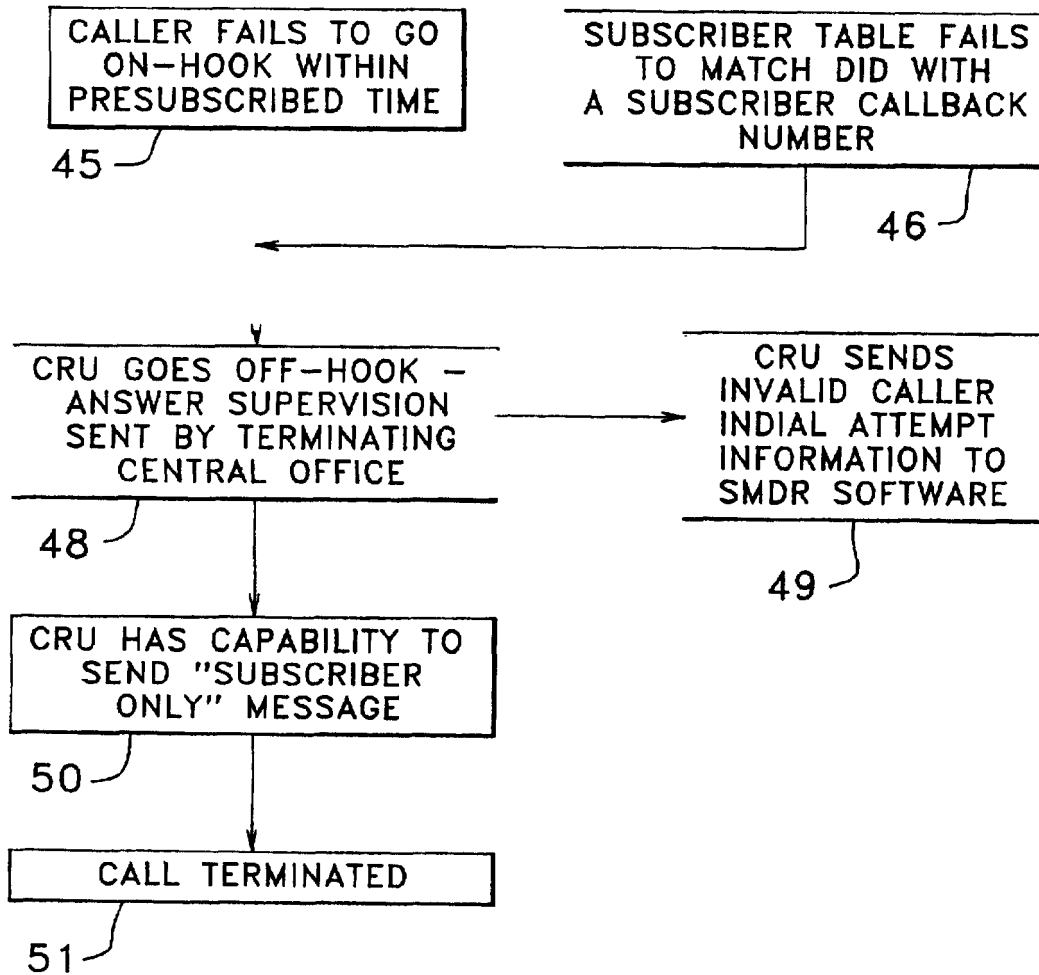 CALLER FAILS TO GO
ON-HOOK WITHIN
PRESUBSCRIBED TIME
45
SUBSCRIBER TABLE FAILS
TO MATCH DID WITH
A SUBSCRIBER CALLBACK
NUMBER
46
CRU GOES OFF-HOOK –
ANSWER SUPERVISION
SENT BY TERMINATING
CENTRAL OFFICE
48
CRU SENDS
INVALID CALLER
INDIAL ATTEMPT
INFORMATION TO
SMDR SOFTWARE
49
CRU HAS CAPABILITY TO
SEND "SUBSCRIBER
ONLY" MESSAGE
50
CALL TERMINATED
51